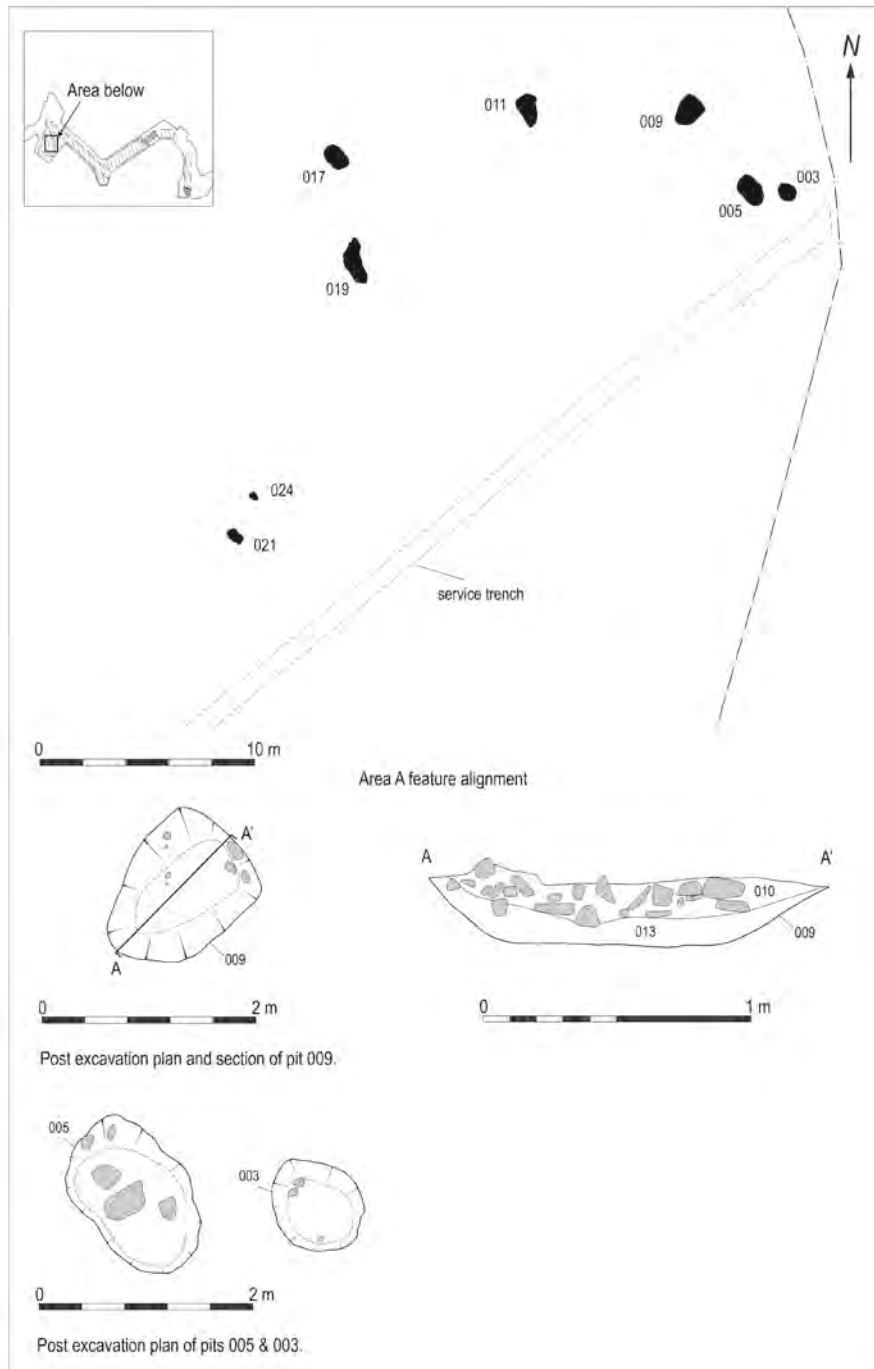 Area below
N
011
009
017
003
005
019
024
021
service trench
0 10 m
Area A feature alignment
A'
A
009
0 2 m
Post excavation plan and section of pit 009.
A A'
010
013
009
0 1 m
005
003
0 2 m
Post excavation plan of pits 005 & 003.